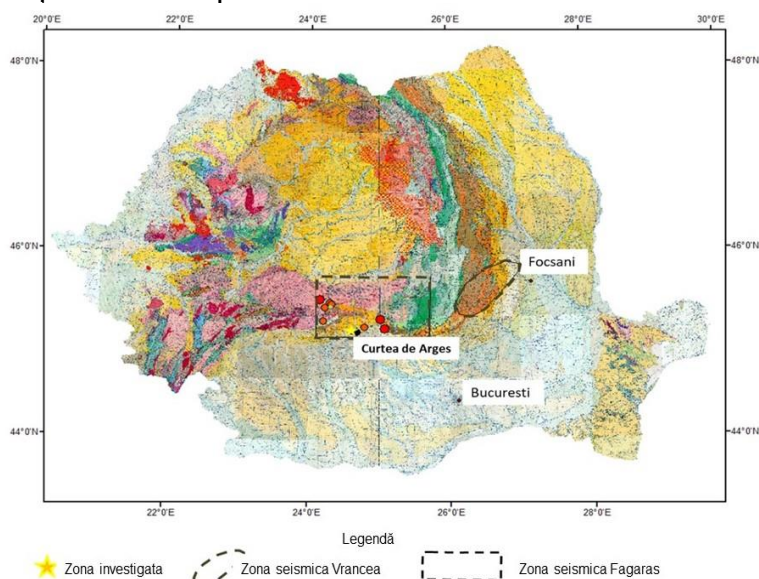 20°0'E 22°0'E 24°0'E 26°0'E 28°0'E 30°0'E
48°0'N 48°0'N
46°0'N 46°0'N
Focsani
Curtea de Arges
Bucuresti
44°0'N 44°0'N
22°0'E 24°0'E 26°0'E 28°0'E
Legendă
Zona investigata Zona seismica Vrancea Zona seismica Fagaras